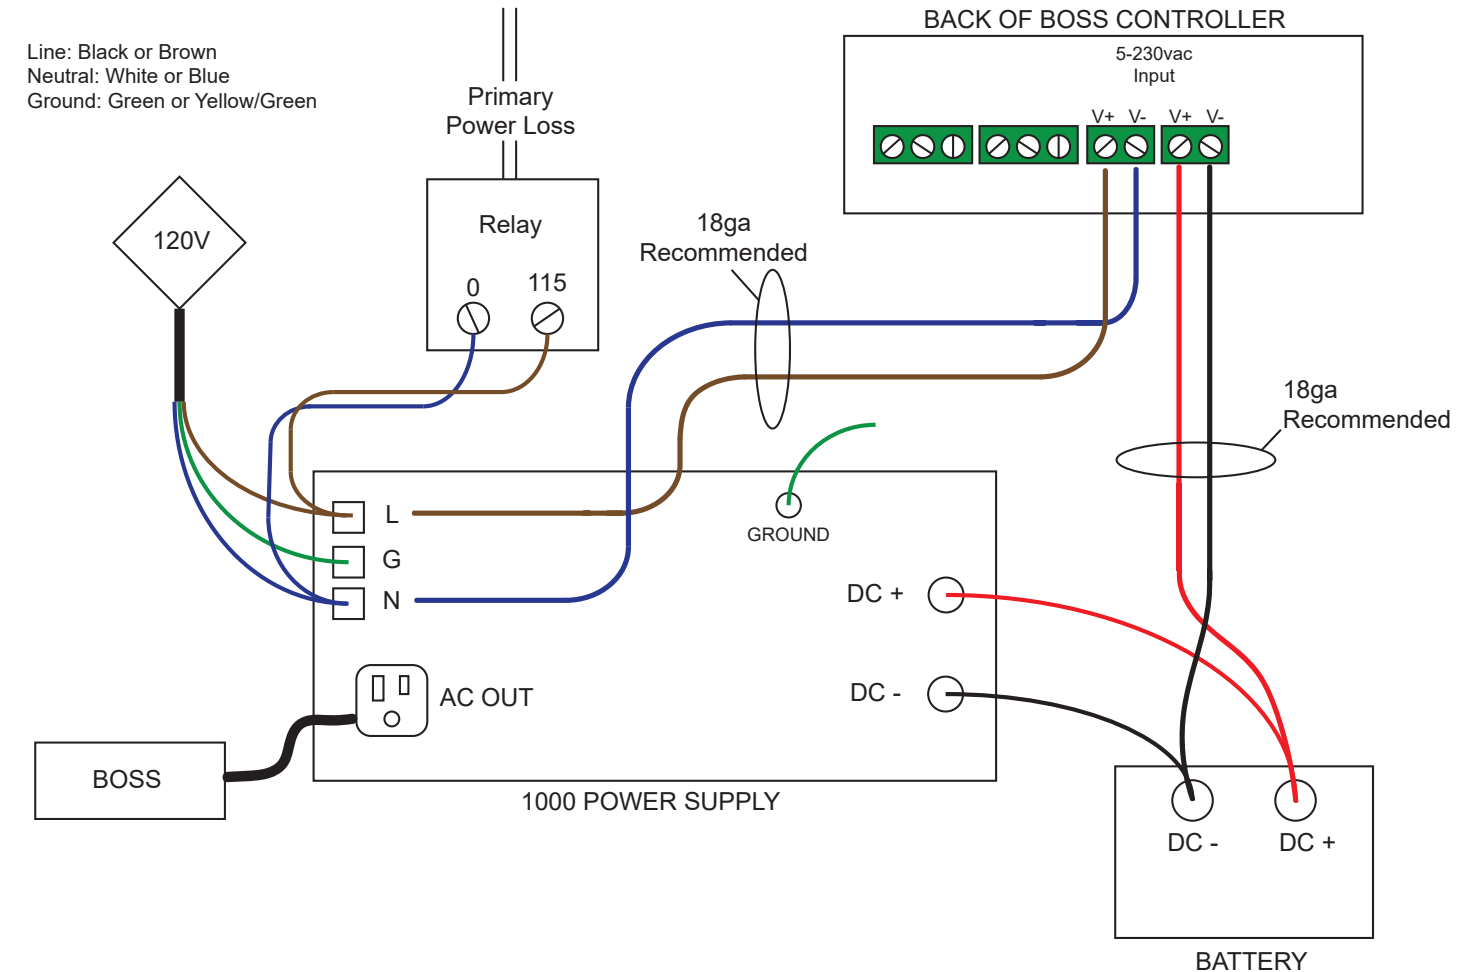 BACK OF BOSS CONTROLLER
Line: Black or Brown
Neutral: White or Blue
Ground: Green or Yellow/Green
5-230vac
Input
Primary
Power Loss
V+ V- V+ V-
120V
Relay
0 115
18ga
Recommended
18ga
Recommended
L
G
N
GROUND
DC +
DC -
AC OUT
BOSS
1000 POWER SUPPLY
DC - DC +
BATTERY